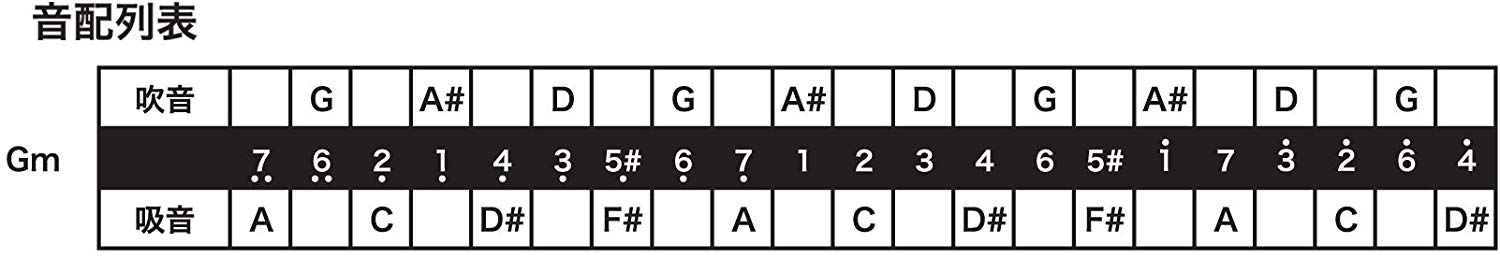 音配列表
吹音 G A# D G A# D G A# D G
Gm 7̤ 6̤ 2̣ 1̣ 4̣ 3̣ 5̣# 6̣ 7̣ 1 2 3 4 6 5# 1̇ 7 3̇ 2̇ 6̇ 4̇
吸音 A C D# F# A C D# F# A C D#